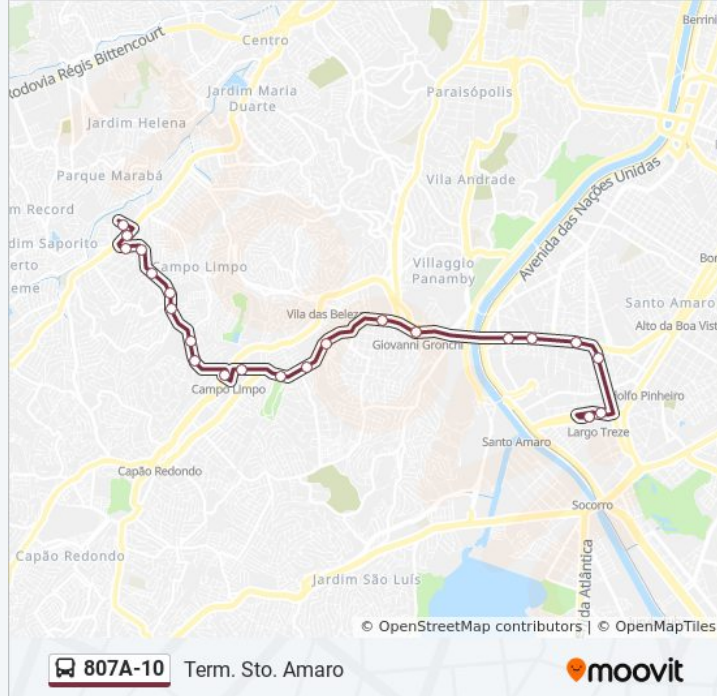 Berrini
Centro
Rodovia Régis Bittencourt
Jardim Maria
Duarte
Paraisópolis
Jardim Helena
Parque Marabá
Vila Andrade
Avenida das Nações Unidas
m Record
dim Saporito
erto
eme
Campo Limpo
Villaggio
Panamby
Bor
Santo Amaro
Vila das Belez
Alto da Boa Vist
Giovanni Gronchi
Campo Limpo
dolfo Pinheiro
Largo Treze
Santo Amaro
Capão Redondo
Socorro
Capão Redondo
Jardim São Luís
da Atlântica
© OpenStreetMap contributors | © OpenMapTiles
807A-10 Term. Sto. Amaro
moovit